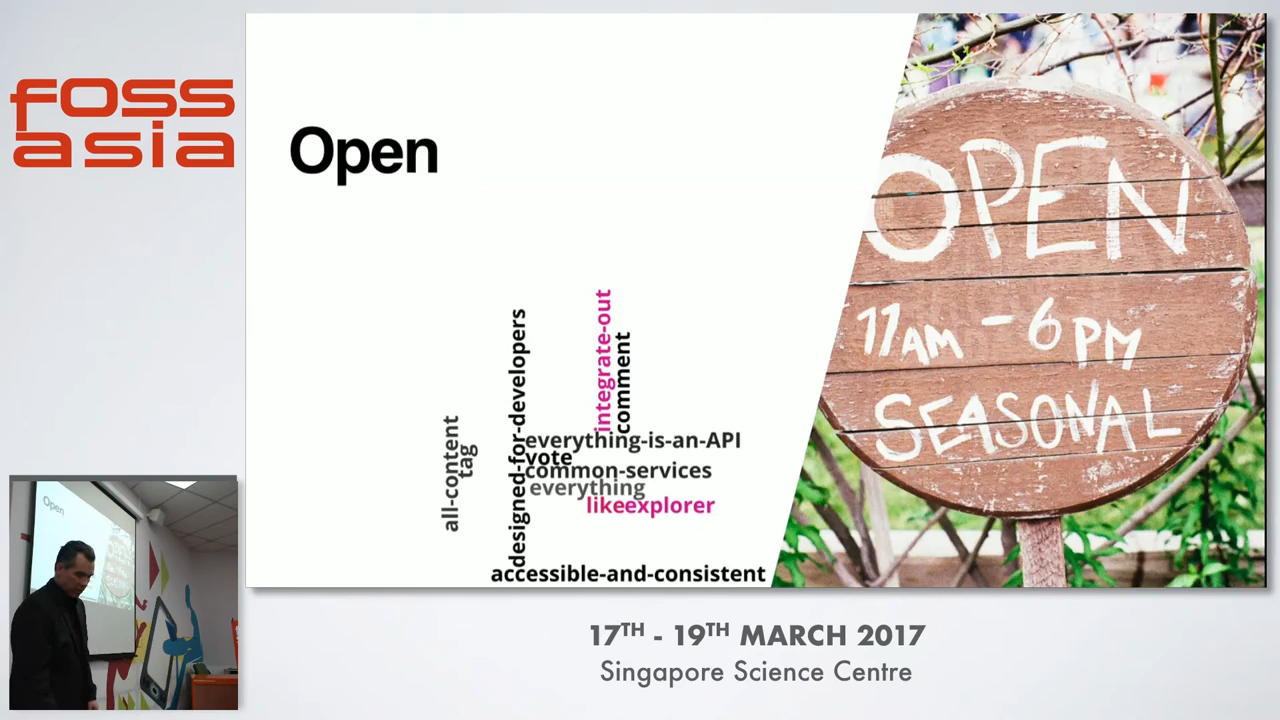 foss
asia
Open
OPEN
11AM - 6PM
SEASONAL
integrate-out
comment
designed-for-developers
all-content
tag
everything-is-an-API
vote
common-services
everything
likeexplorer
accessible-and-consistent
Open
17TH - 19TH MARCH 2017
Singapore Science Centre